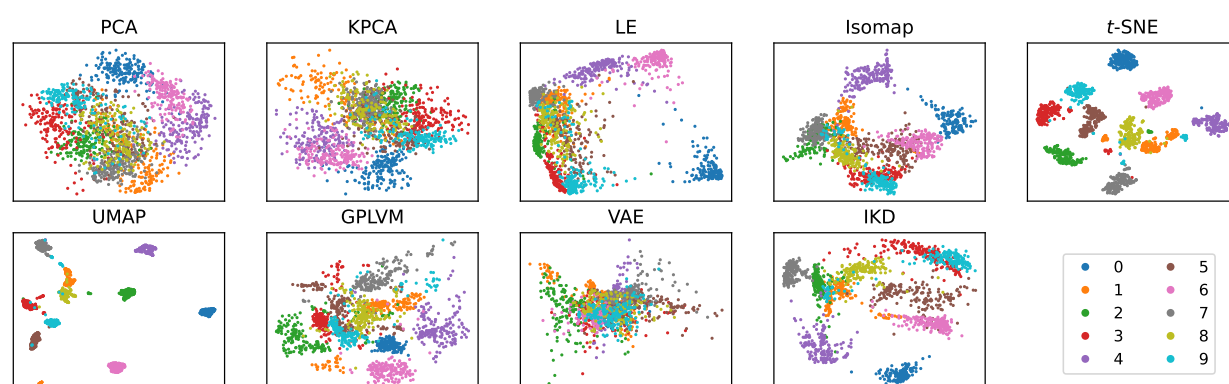 PCA KPCA LE Isomap t-SNE
UMAP GPLVM VAE IKD
0 5
1 6
2 7
3 8
4 9